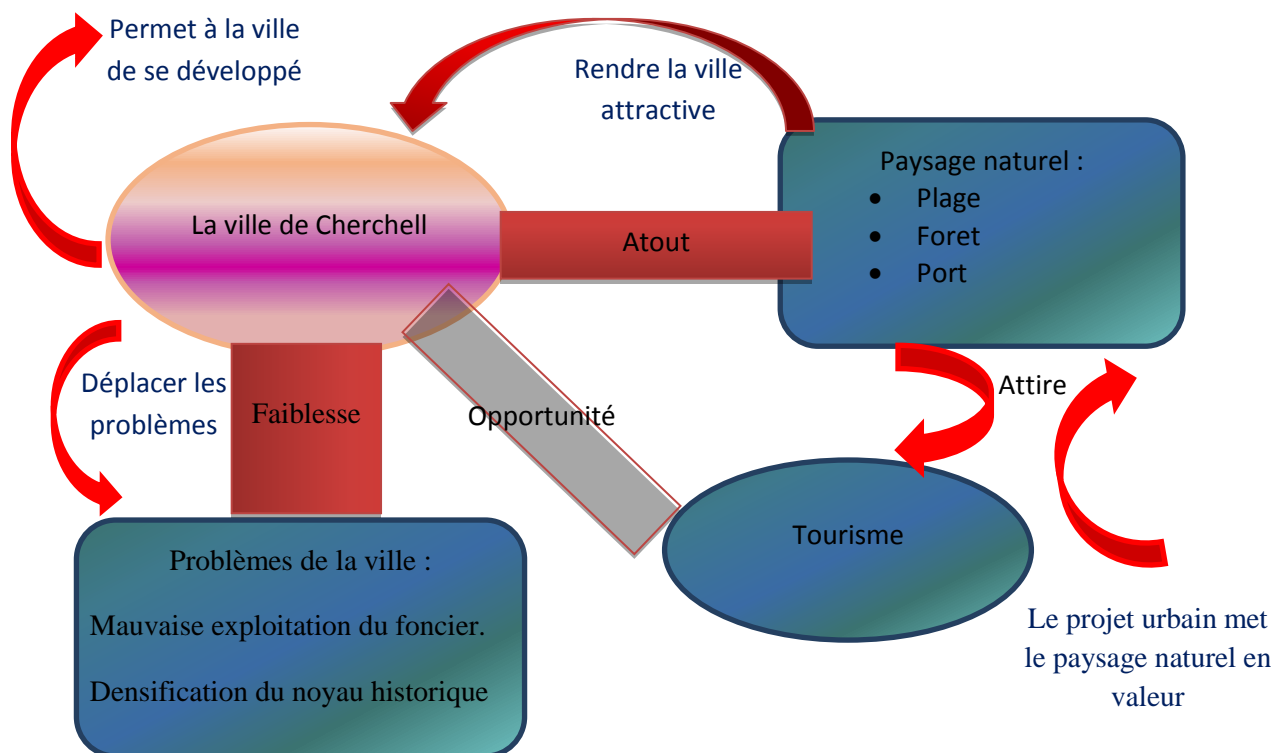 Permet à la ville
de se développé
Rendre la ville
attractive
La ville de Cherchell
Atout
Paysage naturel :
• Plage
• Foret
• Port
Déplacer les
problèmes
Faiblesse
Opportunité
Attire
Tourisme
Problèmes de la ville :
Mauvaise exploitation du foncier.
Densification du noyau historique
Le projet urbain met
le paysage naturel en
valeur